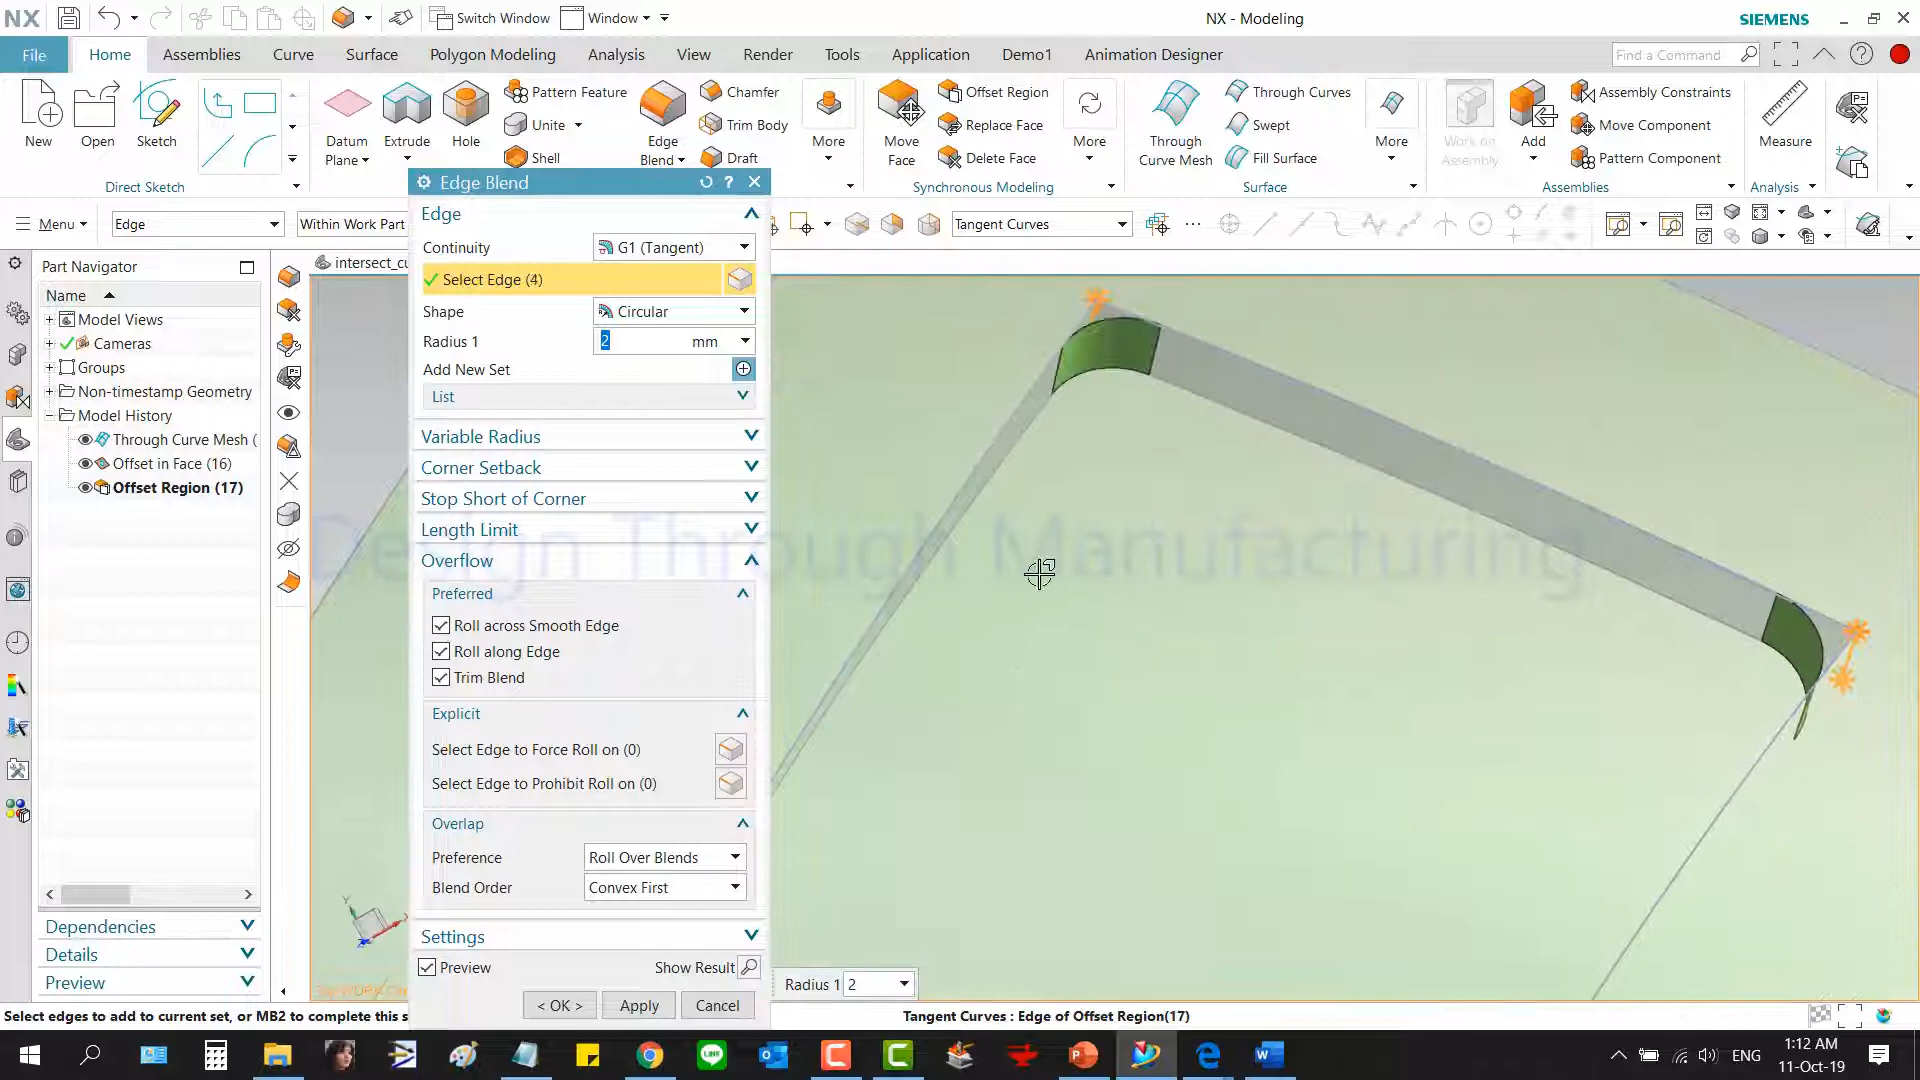 NX
Switch Window
Window
NX - Modeling
SIEMENS
File
Home
Assemblies
Curve
Surface
Polygon Modeling
Analysis
View
Render
Tools
Application
Demo1
Animation Designer
Find a Command
New
Open
Sketch
Direct Sketch
Datum Plane
Extrude
Hole
Pattern Feature
Unite
Shell
Edge Blend
Chamfer
Trim Body
Draft
More
Move Face
Offset Region
Replace Face
Delete Face
More
Synchronous Modeling
Through Curve Mesh
Through Curves
Swept
Fill Surface
More
Surface
Work on Assembly
Add
Assembly Constraints
Move Component
Pattern Component
Assemblies
Measure
Analysis
Menu
Edge
Within Work Part
Tangent Curves
Part Navigator
Name
Model Views
Cameras
Groups
Non-timestamp Geometry
Model History
Through Curve Mesh (
Offset in Face (16)
Offset Region (17)
Dependencies
Details
Preview
intersect_cu
Edge Blend
Edge
Continuity
G1 (Tangent)
Select Edge (4)
Shape
Circular
Radius 1
2
mm
Add New Set
List
Variable Radius
Corner Setback
Stop Short of Corner
Length Limit
Overflow
Preferred
Roll across Smooth Edge
Roll along Edge
Trim Blend
Explicit
Select Edge to Force Roll on (0)
Select Edge to Prohibit Roll on (0)
Overlap
Preference
Roll Over Blends
Blend Order
Convex First
Settings
Preview
Show Result
< OK >
Apply
Cancel
Design Through Manufacturing
Radius 1
2
Select edges to add to current set, or MB2 to complete this s
Tangent Curves : Edge of Offset Region(17)
ENG
1:12 AM
11-Oct-19